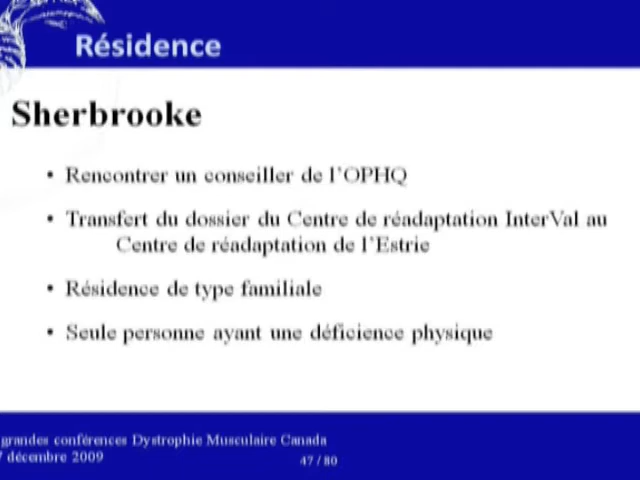 Résidence
Sherbrooke
• Rencontrer un conseiller de l'OPHQ
• Transfert du dossier du Centre de réadaptation InterVal au
Centre de réadaptation de l'Estrie
• Résidence de type familiale
• Seule personne ayant une déficience physique
grandes conférences Dystrophie Musculaire Canada
7 décembre 2009
47 / 80